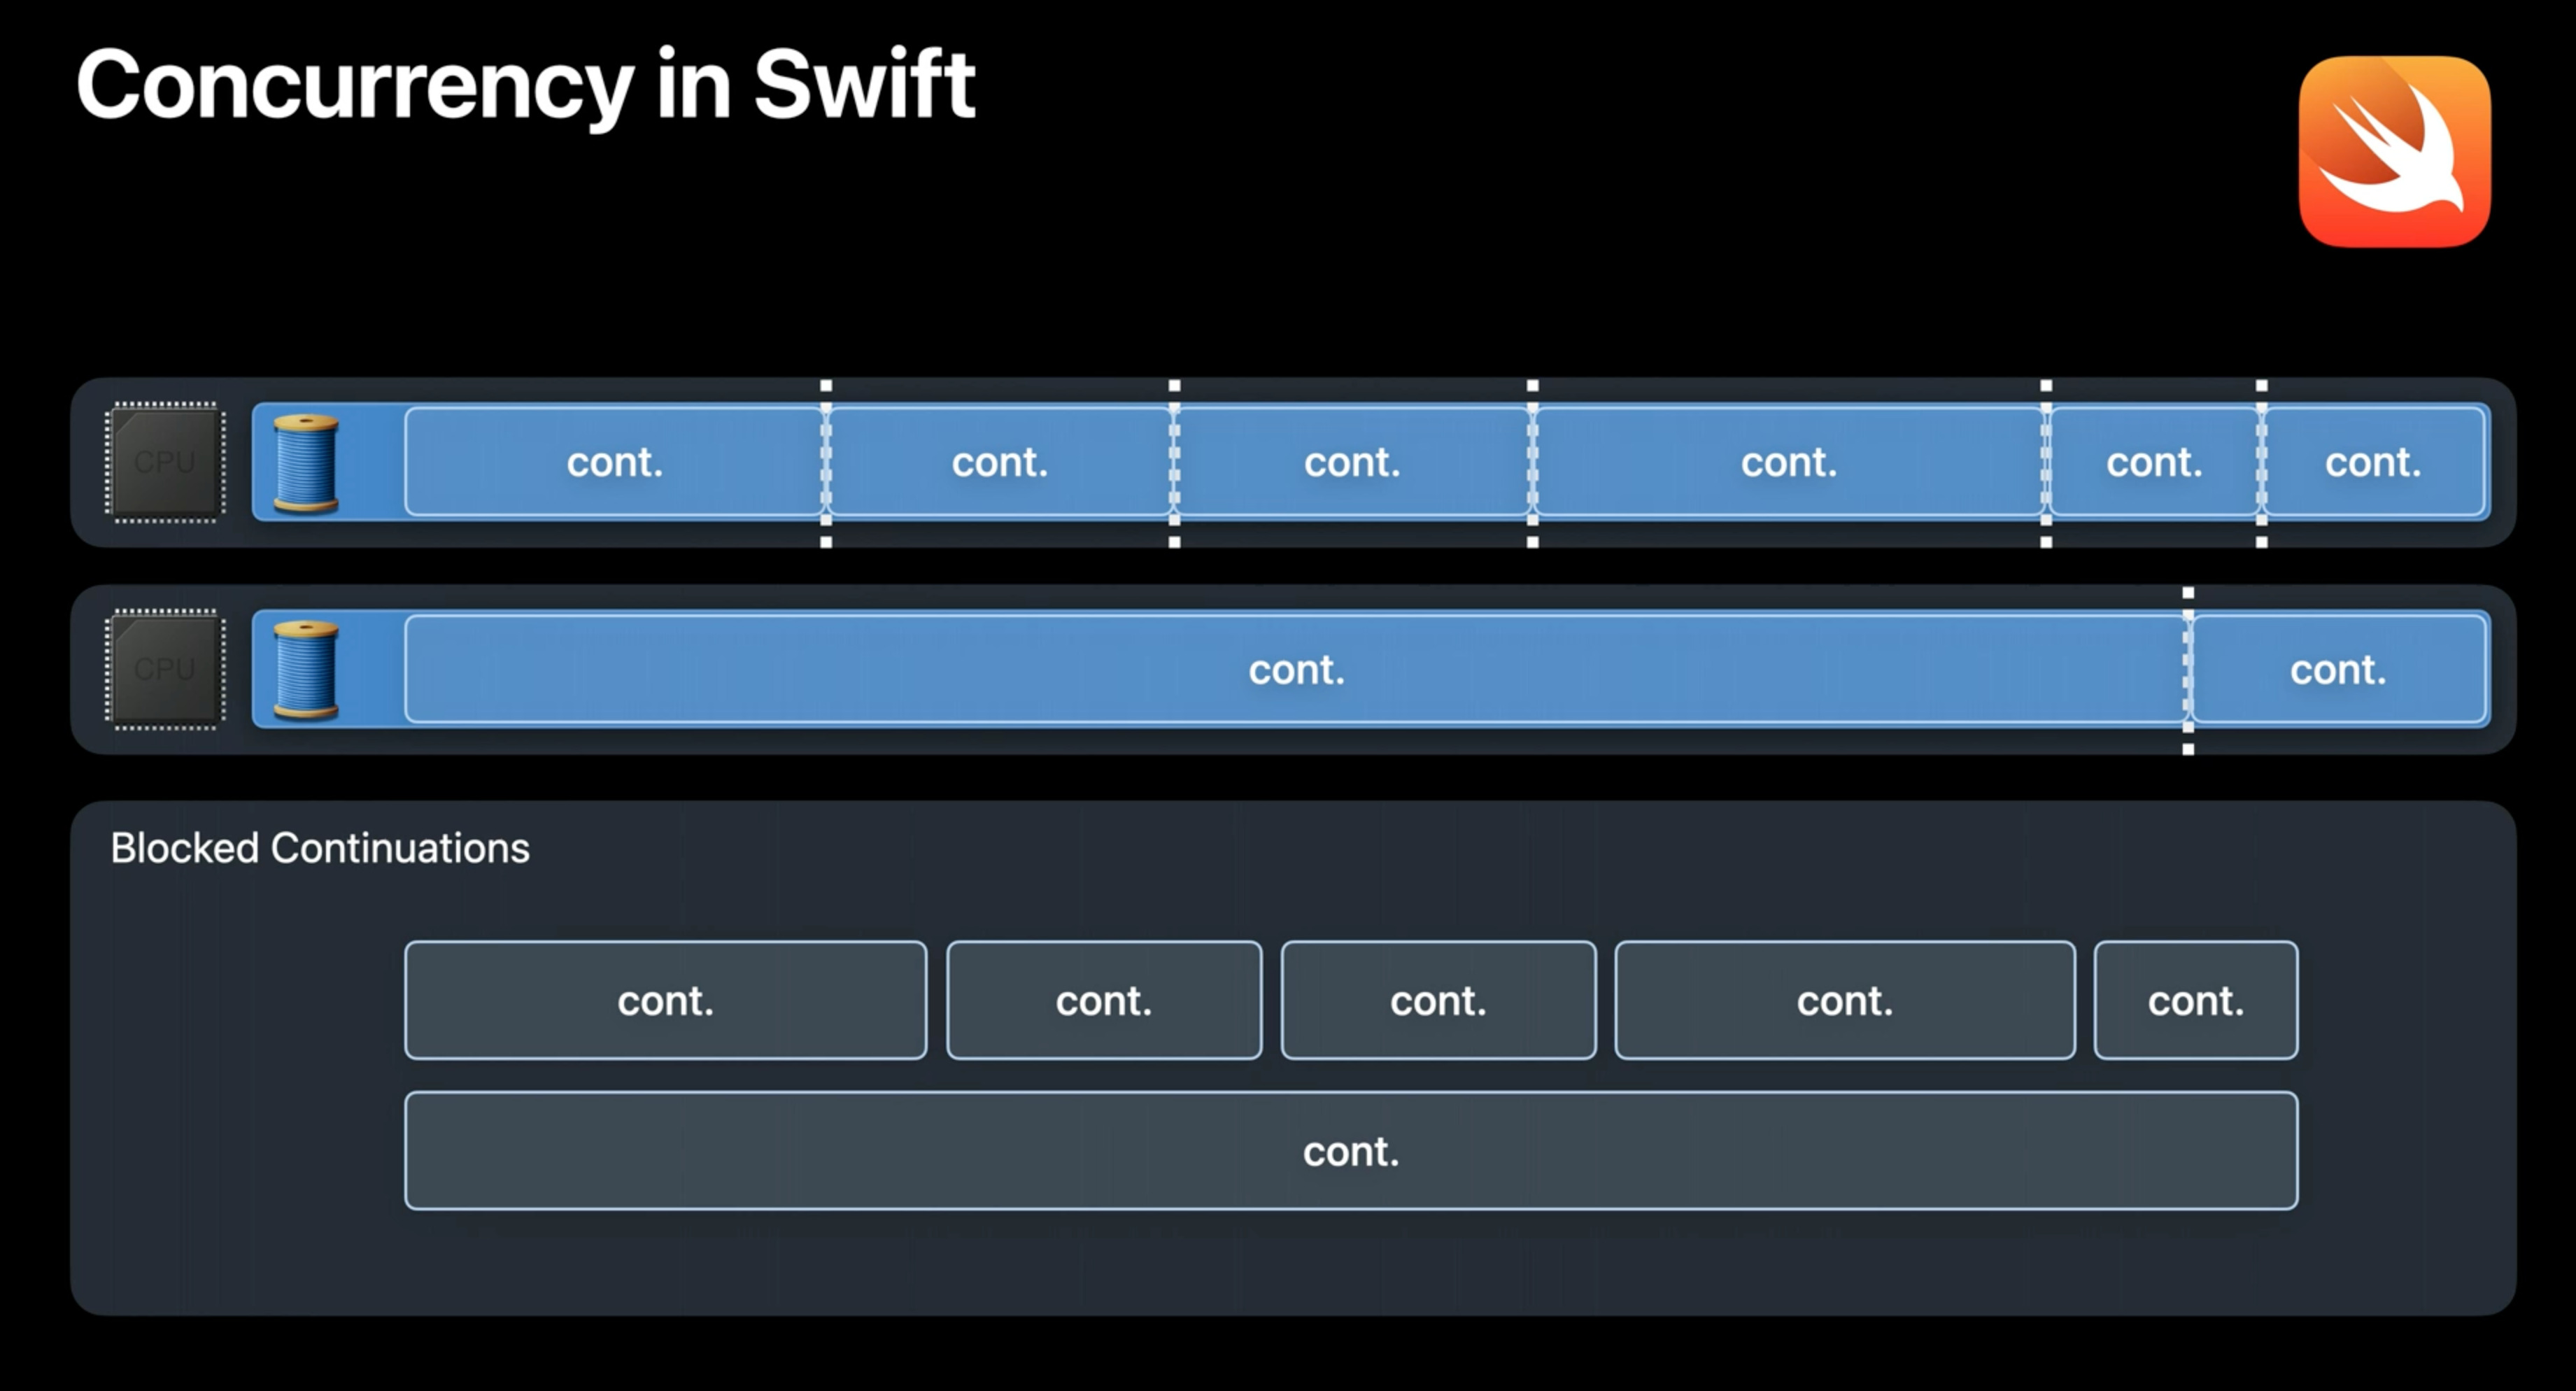 Concurrency in Swift
CPU cont. cont. cont. cont. cont. cont.
CPU cont. cont.
Blocked Continuations
cont. cont. cont. cont. cont.
cont.